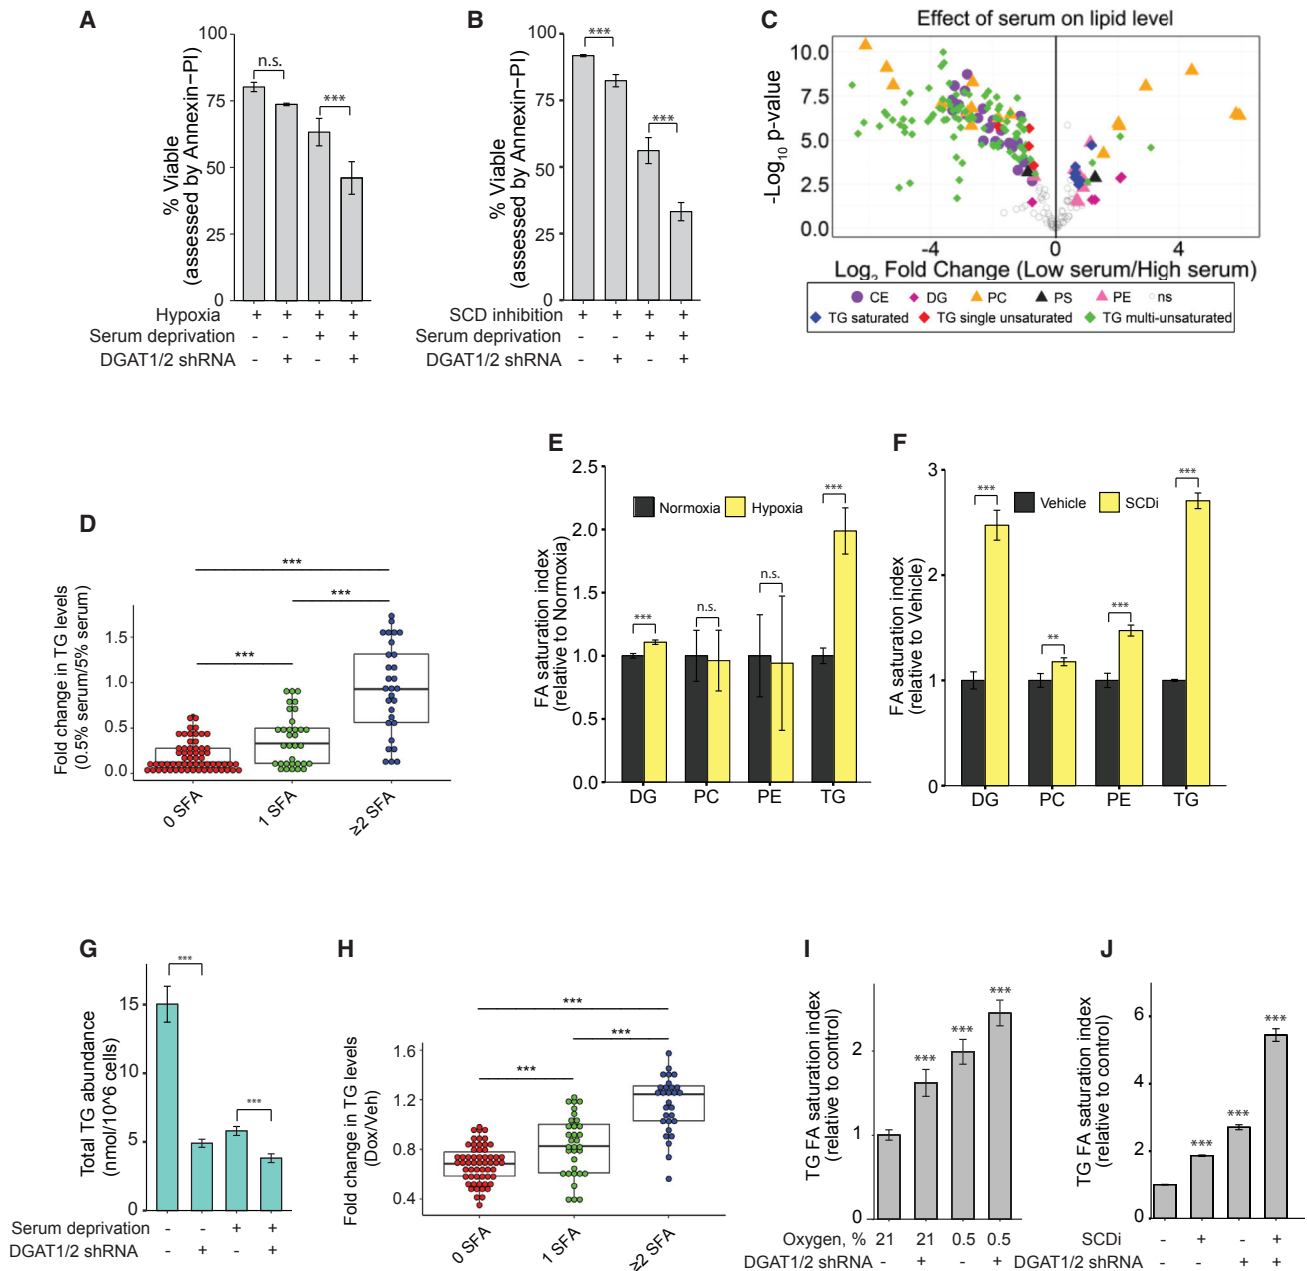 A
% Viable
(assessed by Annexin−PI)
100
75
50
25
0
n.s.
***
Hypoxia + + + +
Serum deprivation - - + +
DGAT1/2 shRNA - + - +
B
% Viable
(assessed by Annexin−PI)
100
75
50
25
0
***
***
SCD inhibition + + + +
Serum deprivation - - + +
DGAT1/2 shRNA - + - +
C
Effect of serum on lipid level
-Log10 p-value
10.0
7.5
5.0
2.5
0.0
-4 0 4
Log2 Fold Change (Low serum/High serum)
CE DG PC PS PE ns
TG saturated TG single unsaturated TG multi-unsaturated
D
Fold change in TG levels
(0.5% serum/5% serum)
1.5
1.0
0.5
0.0
***
***
***
0 SFA 1 SFA ≥2 SFA
E
FA saturation index
(relative to Normoxia)
2.5
2.0
1.5
1.0
0.5
0.0
Normoxia Hypoxia
***
n.s.
n.s.
***
DG PC PE TG
F
FA saturation index
(relative to Vehicle)
3
2
1
0
Vehicle SCDi
***
**
***
***
DG PC PE TG
G
Total TG abundance
(nmol/10^6 cells)
15
10
5
0
***
***
Serum deprivation - - + +
DGAT1/2 shRNA - + - +
H
Fold change in TG levels
(Dox/Veh)
1.6
1.2
0.8
0.4
***
***
***
0 SFA 1 SFA ≥2 SFA
I
TG FA saturation index
(relative to control)
2
1
0
***
***
***
Oxygen, % 21 21 0.5 0.5
DGAT1/2 shRNA - + - +
J
TG FA saturation index
(relative to control)
6
4
2
0
***
***
***
SCDi - + - +
DGAT1/2 shRNA - - + +